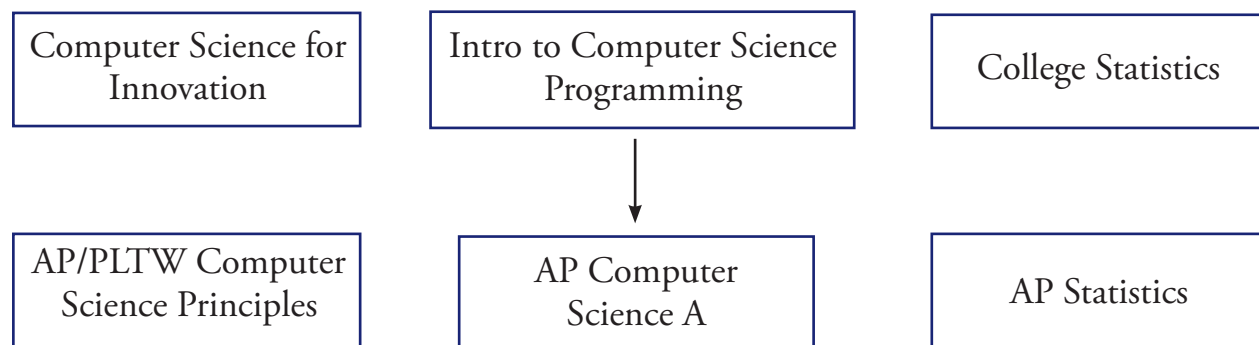 Computer Science for
Innovation
Intro to Computer Science
Programming
College Statistics
AP/PLTW Computer
Science Principles
AP Computer
Science A
AP Statistics